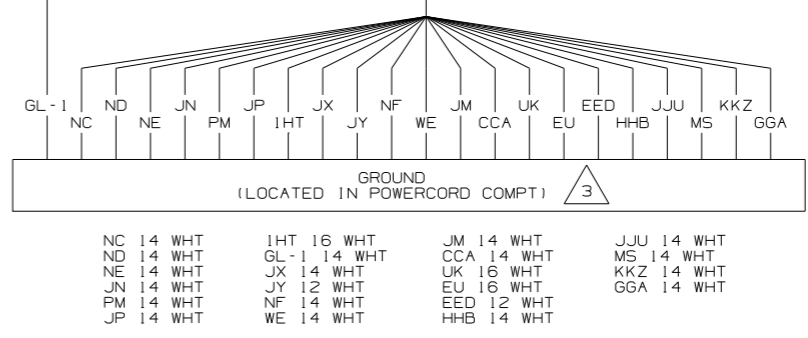 GL-1 ND JN JP JX NF JM UK EED JJU KKZ
NC NE PM 1HT JY WE CCA EU HHB MS GGA
GROUND
(LOCATED IN POWERCORD COMPT) 3
NC 14 WHT 1HT 16 WHT JM 14 WHT JJU 14 WHT
ND 14 WHT GL-1 14 WHT CCA 14 WHT MS 14 WHT
NE 14 WHT JX 14 WHT UK 16 WHT KKZ 14 WHT
JN 14 WHT JY 12 WHT EU 16 WHT GGA 14 WHT
PM 14 WHT NF 14 WHT EED 12 WHT
JP 14 WHT WE 14 WHT HHB 14 WHT